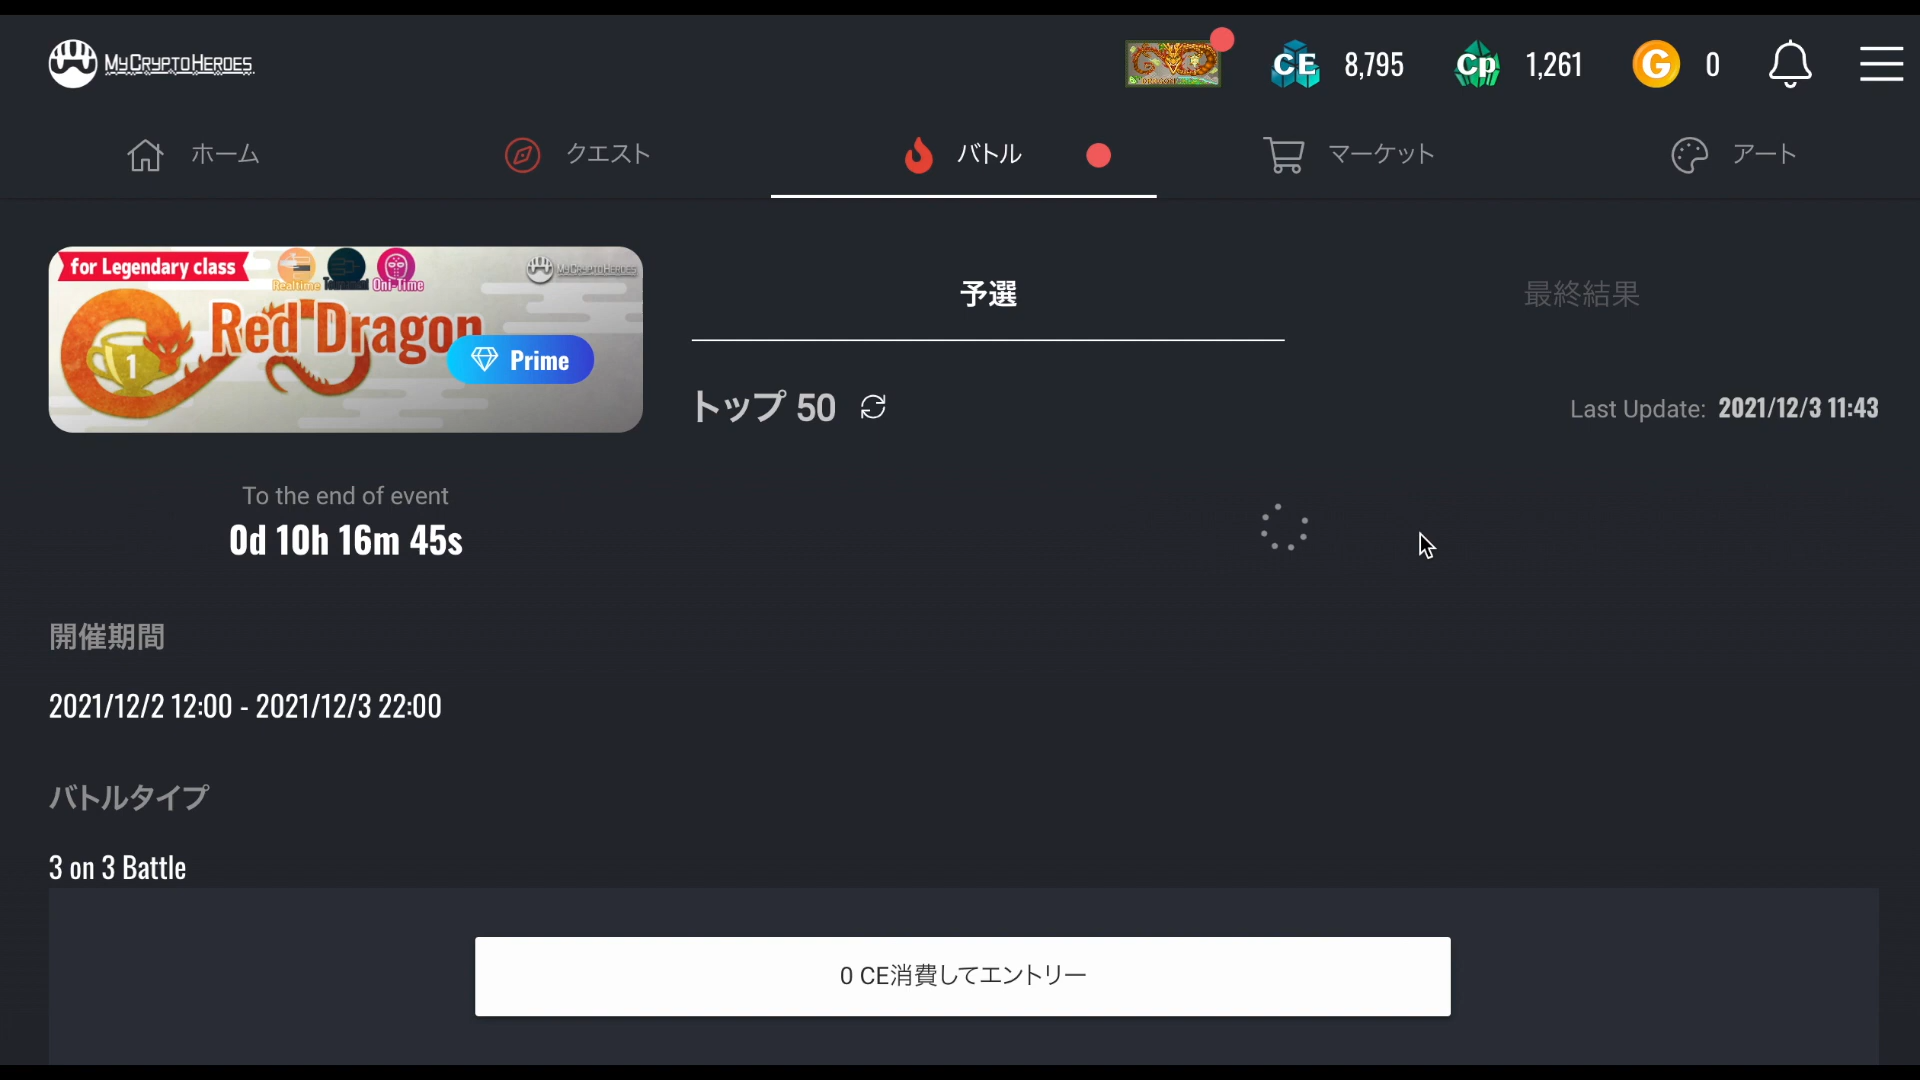 MyCryptoHeroes
CE 8,795
Cp 1,261
G 0
ホーム
クエスト
バトル
マーケット
アート
for Legendary class
Realtime
Oni-Time
MyCryptoHeroes
Red Dragon
1
Prime
予選
最終結果
トップ 50
Last Update: 2021/12/3 11:43
To the end of event
0d 10h 16m 45s
開催期間
2021/12/2 12:00 - 2021/12/3 22:00
バトルタイプ
3 on 3 Battle
0 CE消費してエントリー